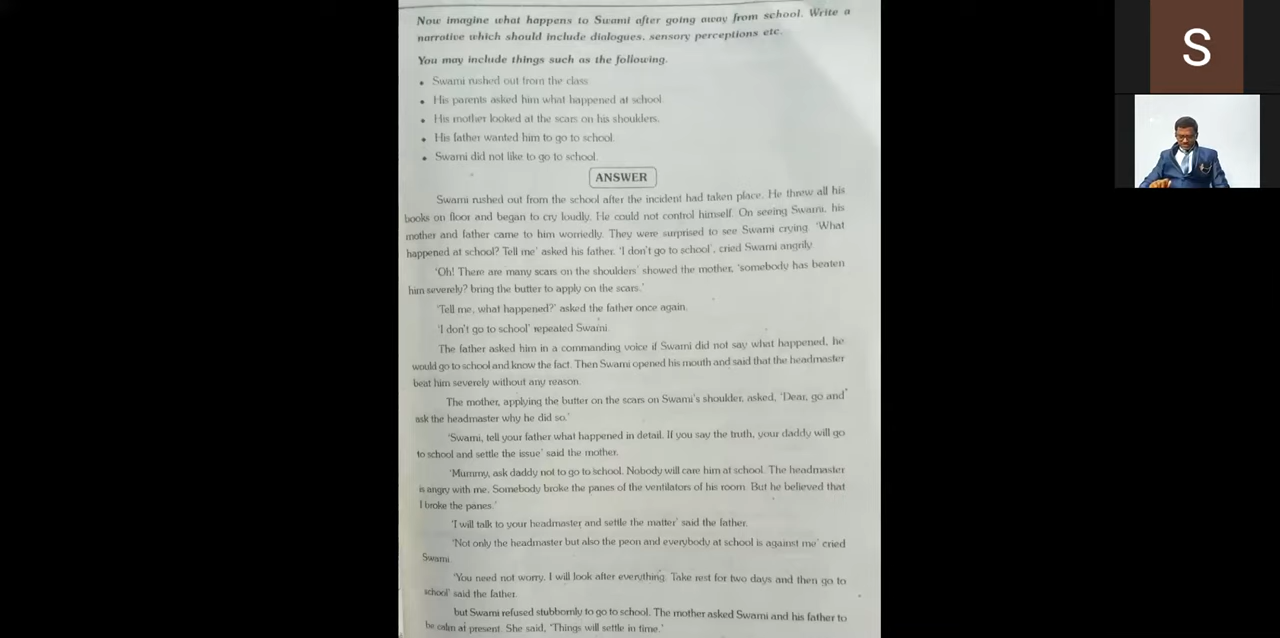 Now imagine what happens to Swami after going away from school. Write a
narrative which should include dialogues, sensory perceptions etc.
You may include things such as the following.
• Swami rushed out from the class
• His parents asked him what happened at school
• His mother looked at the scars on his shoulders.
• His father wanted him to go to school
• Swami did not like to go to school.
ANSWER
Swami rushed out from the school after the incident had taken place. He threw all his
books on floor and began to cry loudly. He could not control himself. On seeing Swami, his
mother and father came to him worriedly. They were surprised to see Swami crying. 'What
happened at school? Tell me' asked his father. 'I don't go to school', cried Swami angrily
'Oh! There are many scars on the shoulders' showed the mother, 'somebody has beaten
him severely? bring the butter to apply on the scars.'
'Tell me, what happened?' asked the father once again.
'I don't go to school' repeated Swami.
The father asked him in a commanding voice if Swami did not say what happened, he
would go to school and know the fact. Then Swami opened his mouth and said that the headmaster
beat him severely without any reason.
The mother, applying the butter on the scars on Swami's shoulder, asked, 'Dear, go and
ask the headmaster why he did so.'
'Swami, tell your father what happened in detail. If you say the truth, your daddy will go
to school and settle the issue' said the mother.
'Mummy, ask daddy not to go to school. Nobody will care him at school. The headmaster
is angry with me. Somebody broke the panes of the ventilators of his room. But he believed that
I broke the panes.'
'I will talk to your headmaster and settle the matter' said the father.
'Not only the headmaster but also the peon and everybody at school is against me' cried
Swami.
'You need not worry. I will look after everything. Take rest for two days and then go to
school' said the father.
but Swami refused stubbornly to go to school. The mother asked Swami and his father to
be calm at present. She said, 'Things will settle in time.'
S